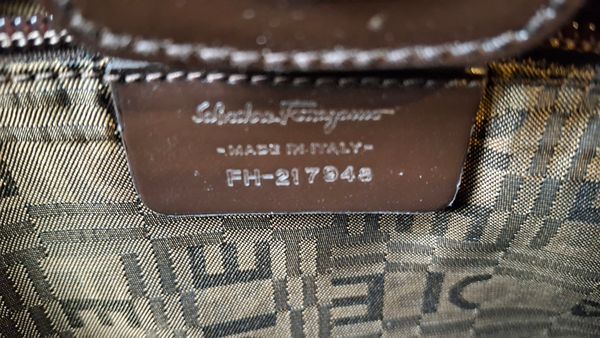 Salvatore Ferragamo
-MADE IN ITALY-
FH-217948